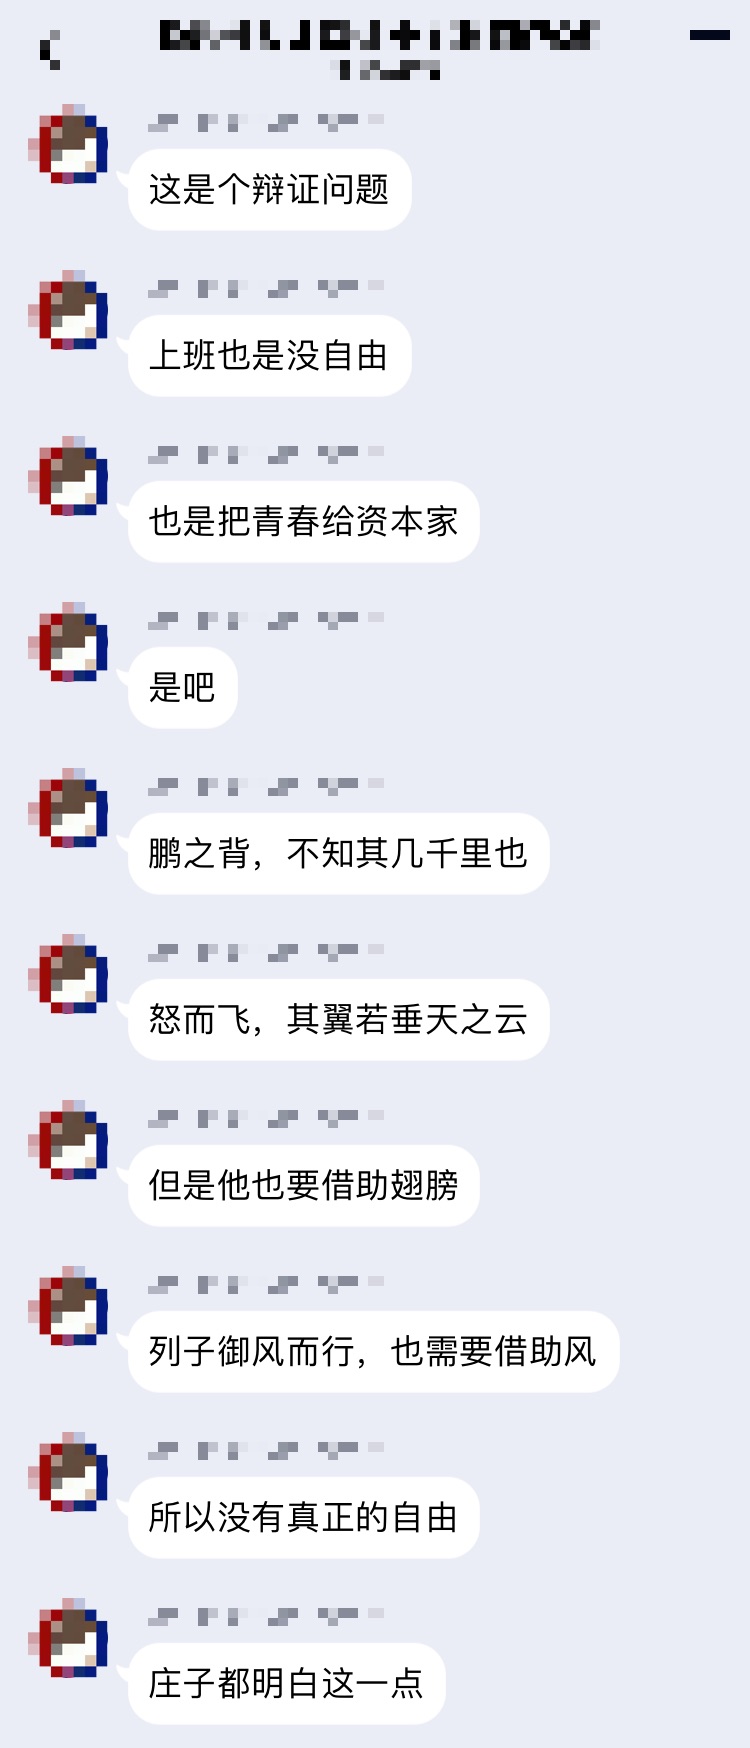 这是个辩证问题
上班也是没自由
也是把青春给资本家
是吧
鹏之背，不知其几千里也
怒而飞，其翼若垂天之云
但是他也要借助翅膀
列子御风而行，也需要借助风
所以没有真正的自由
庄子都明白这一点